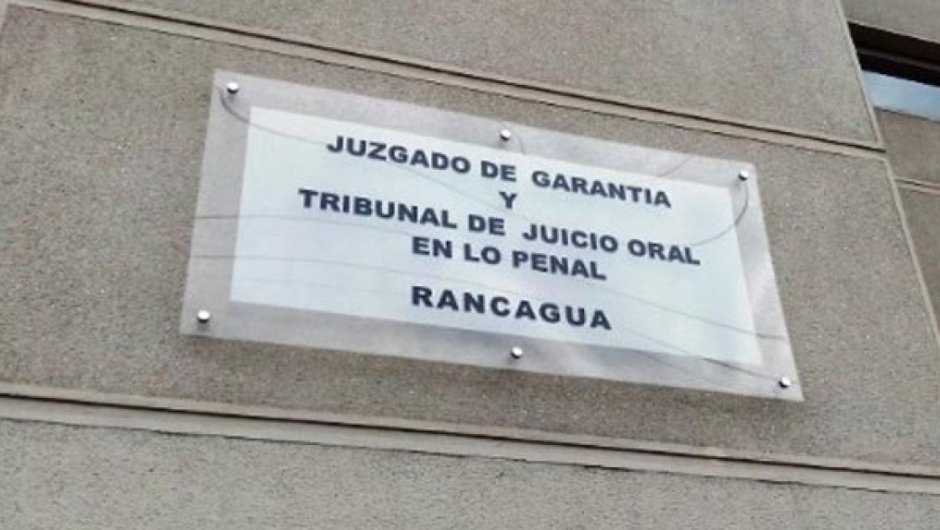 JUZGADO DE GARANTIA
Y
TRIBUNAL DE JUICIO ORAL
EN LO PENAL
RANCAGUA